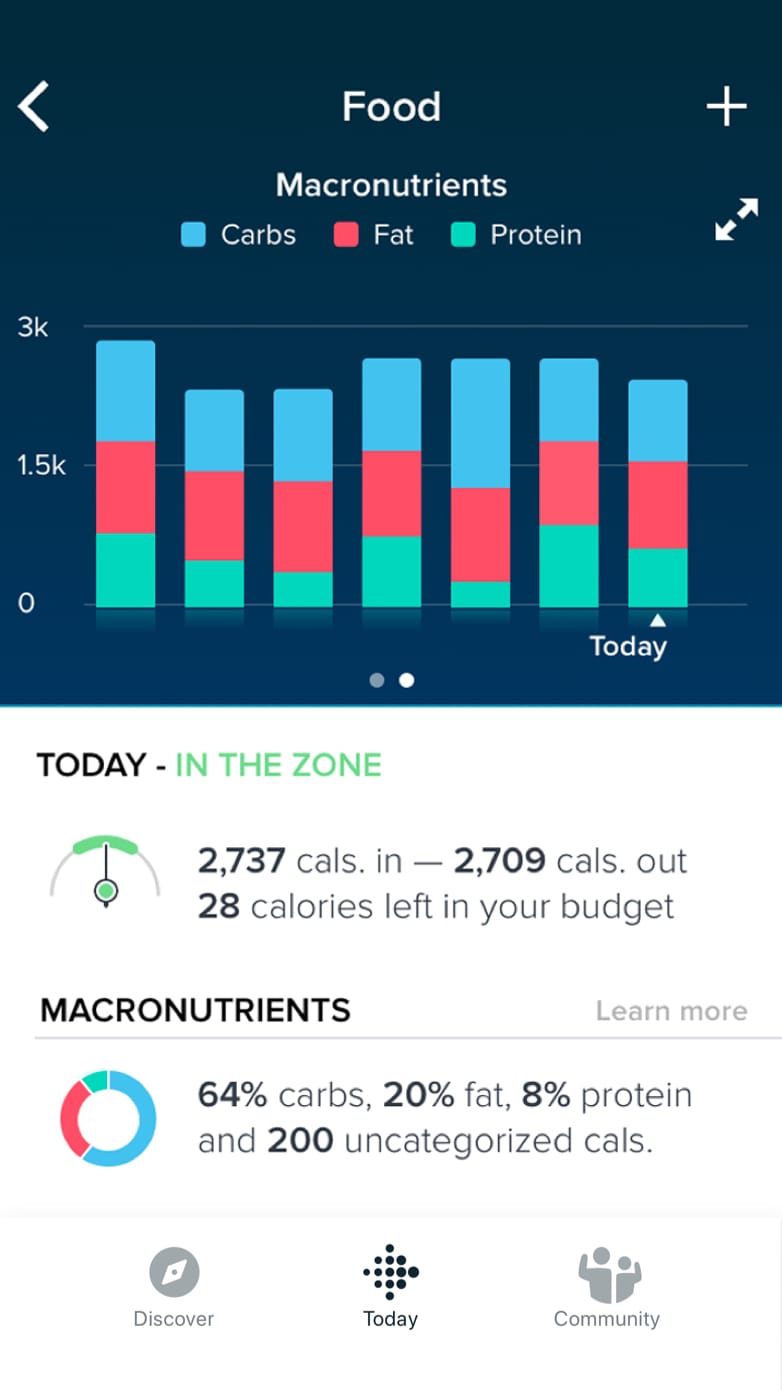 Food
Macronutrients
Carbs Fat Protein
3k
1.5k
0
Today
TODAY - IN THE ZONE
2,737 cals. in — 2,709 cals. out
28 calories left in your budget
MACRONUTRIENTS Learn more
64% carbs, 20% fat, 8% protein
and 200 uncategorized cals.
Discover Today Community